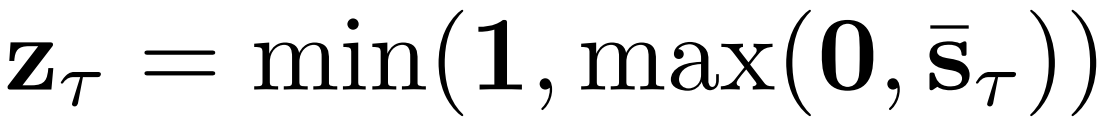 𝐳_τ = min(𝟏, max(𝟎, 𝐬̄_τ))